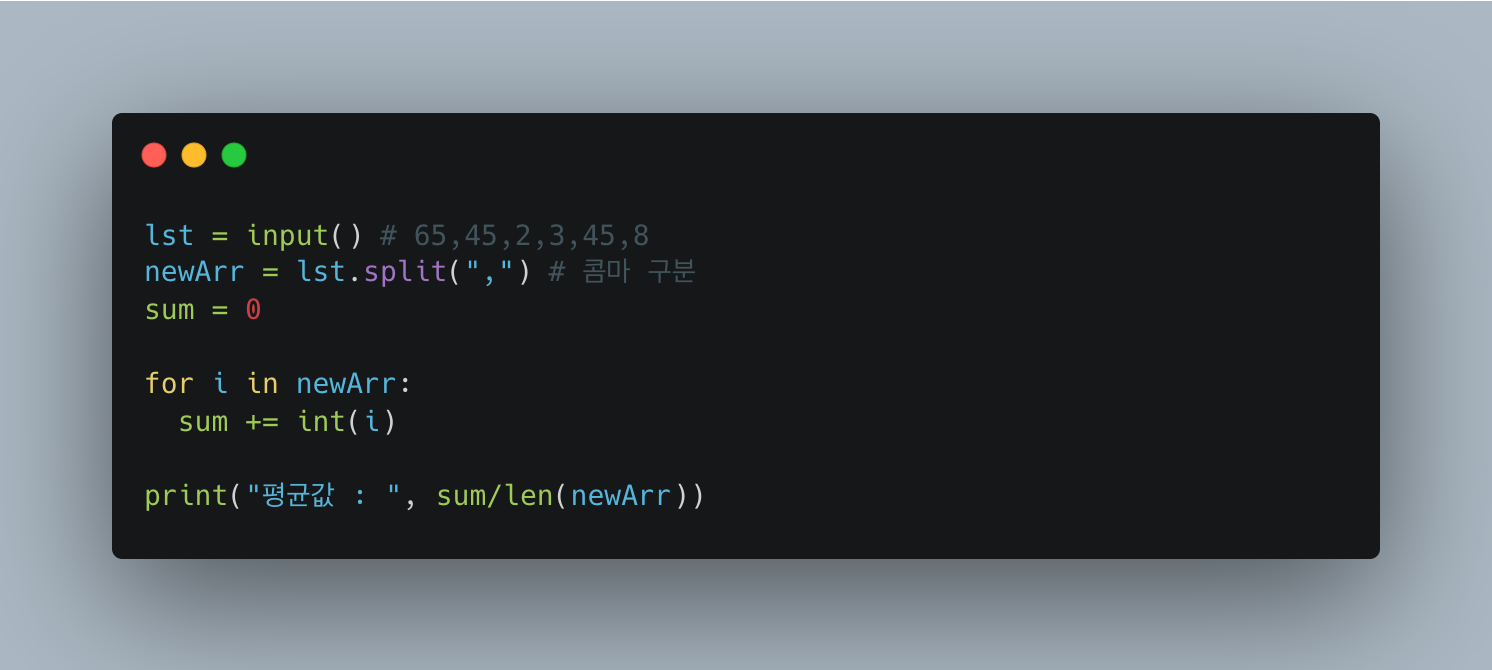 lst = input() # 65,45,2,3,45,8
newArr = lst.split(",") # 콤마 구분
sum = 0
for i in newArr:
  sum += int(i)
print("평균값 : ", sum/len(newArr))